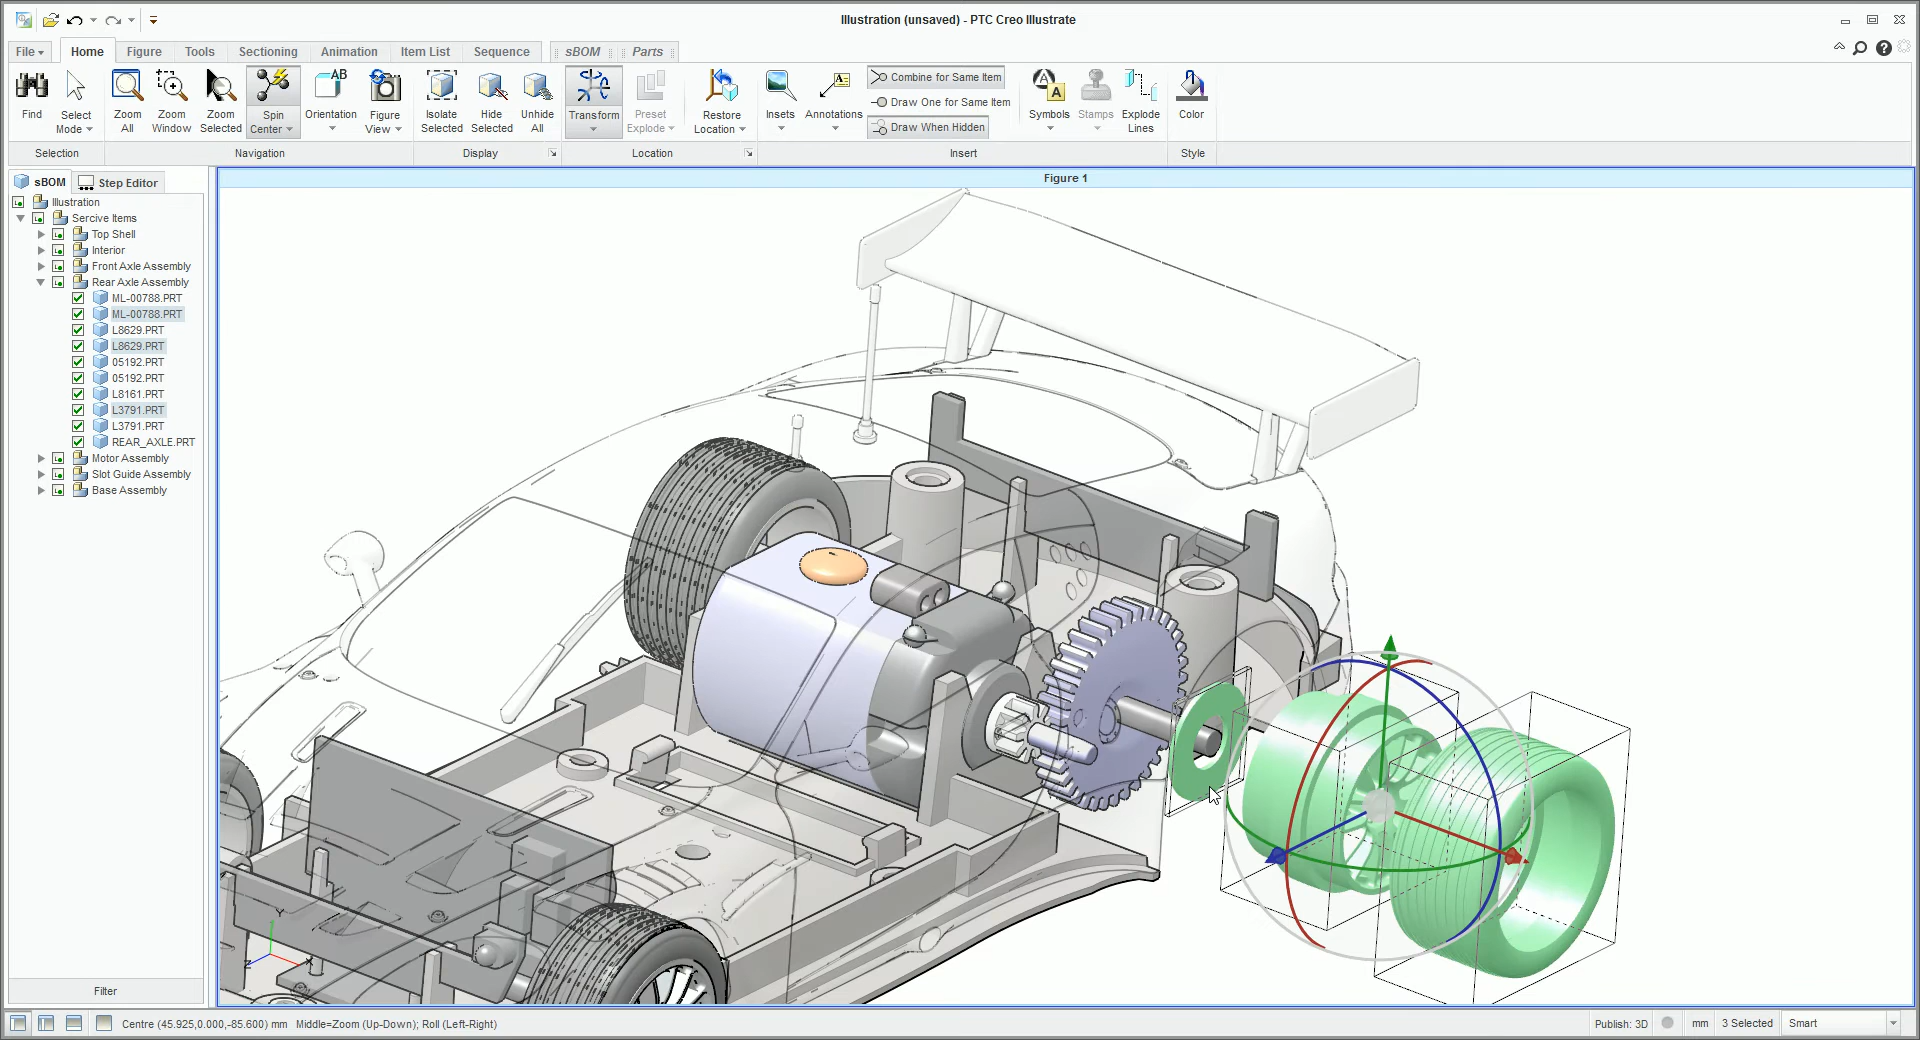 Illustration (unsaved) - PTC Creo Illustrate
File Home Figure Tools Sectioning Animation Item List Sequence sBOM Parts
Find
Select Mode
Zoom All
Zoom Window
Zoom Selected
Spin Center
Orientation
Figure View
Isolate Selected
Hide Selected
Unhide All
Transform
Preset Explode
Restore Location
Insets
Annotations
Combine for Same Item
Draw One for Same Item
Draw When Hidden
Symbols
Stamps
Explode Lines
Color
Selection Navigation Display Location Insert Style
sBOM Step Editor
Figure 1
Illustration
Sercive Items
Top Shell
Interior
Front Axle Assembly
Rear Axle Assembly
ML-00788.PRT
ML-00788.PRT
L8629.PRT
L8629.PRT
05192.PRT
05192.PRT
L8161.PRT
L3791.PRT
L3791.PRT
REAR_AXLE.PRT
Motor Assembly
Slot Guide Assembly
Base Assembly
Y
Z
X
Filter
Centre (45.925,0.000,-85.600) mm Middle=Zoom (Up-Down); Roll (Left-Right)
Publish: 3D mm 3 Selected Smart